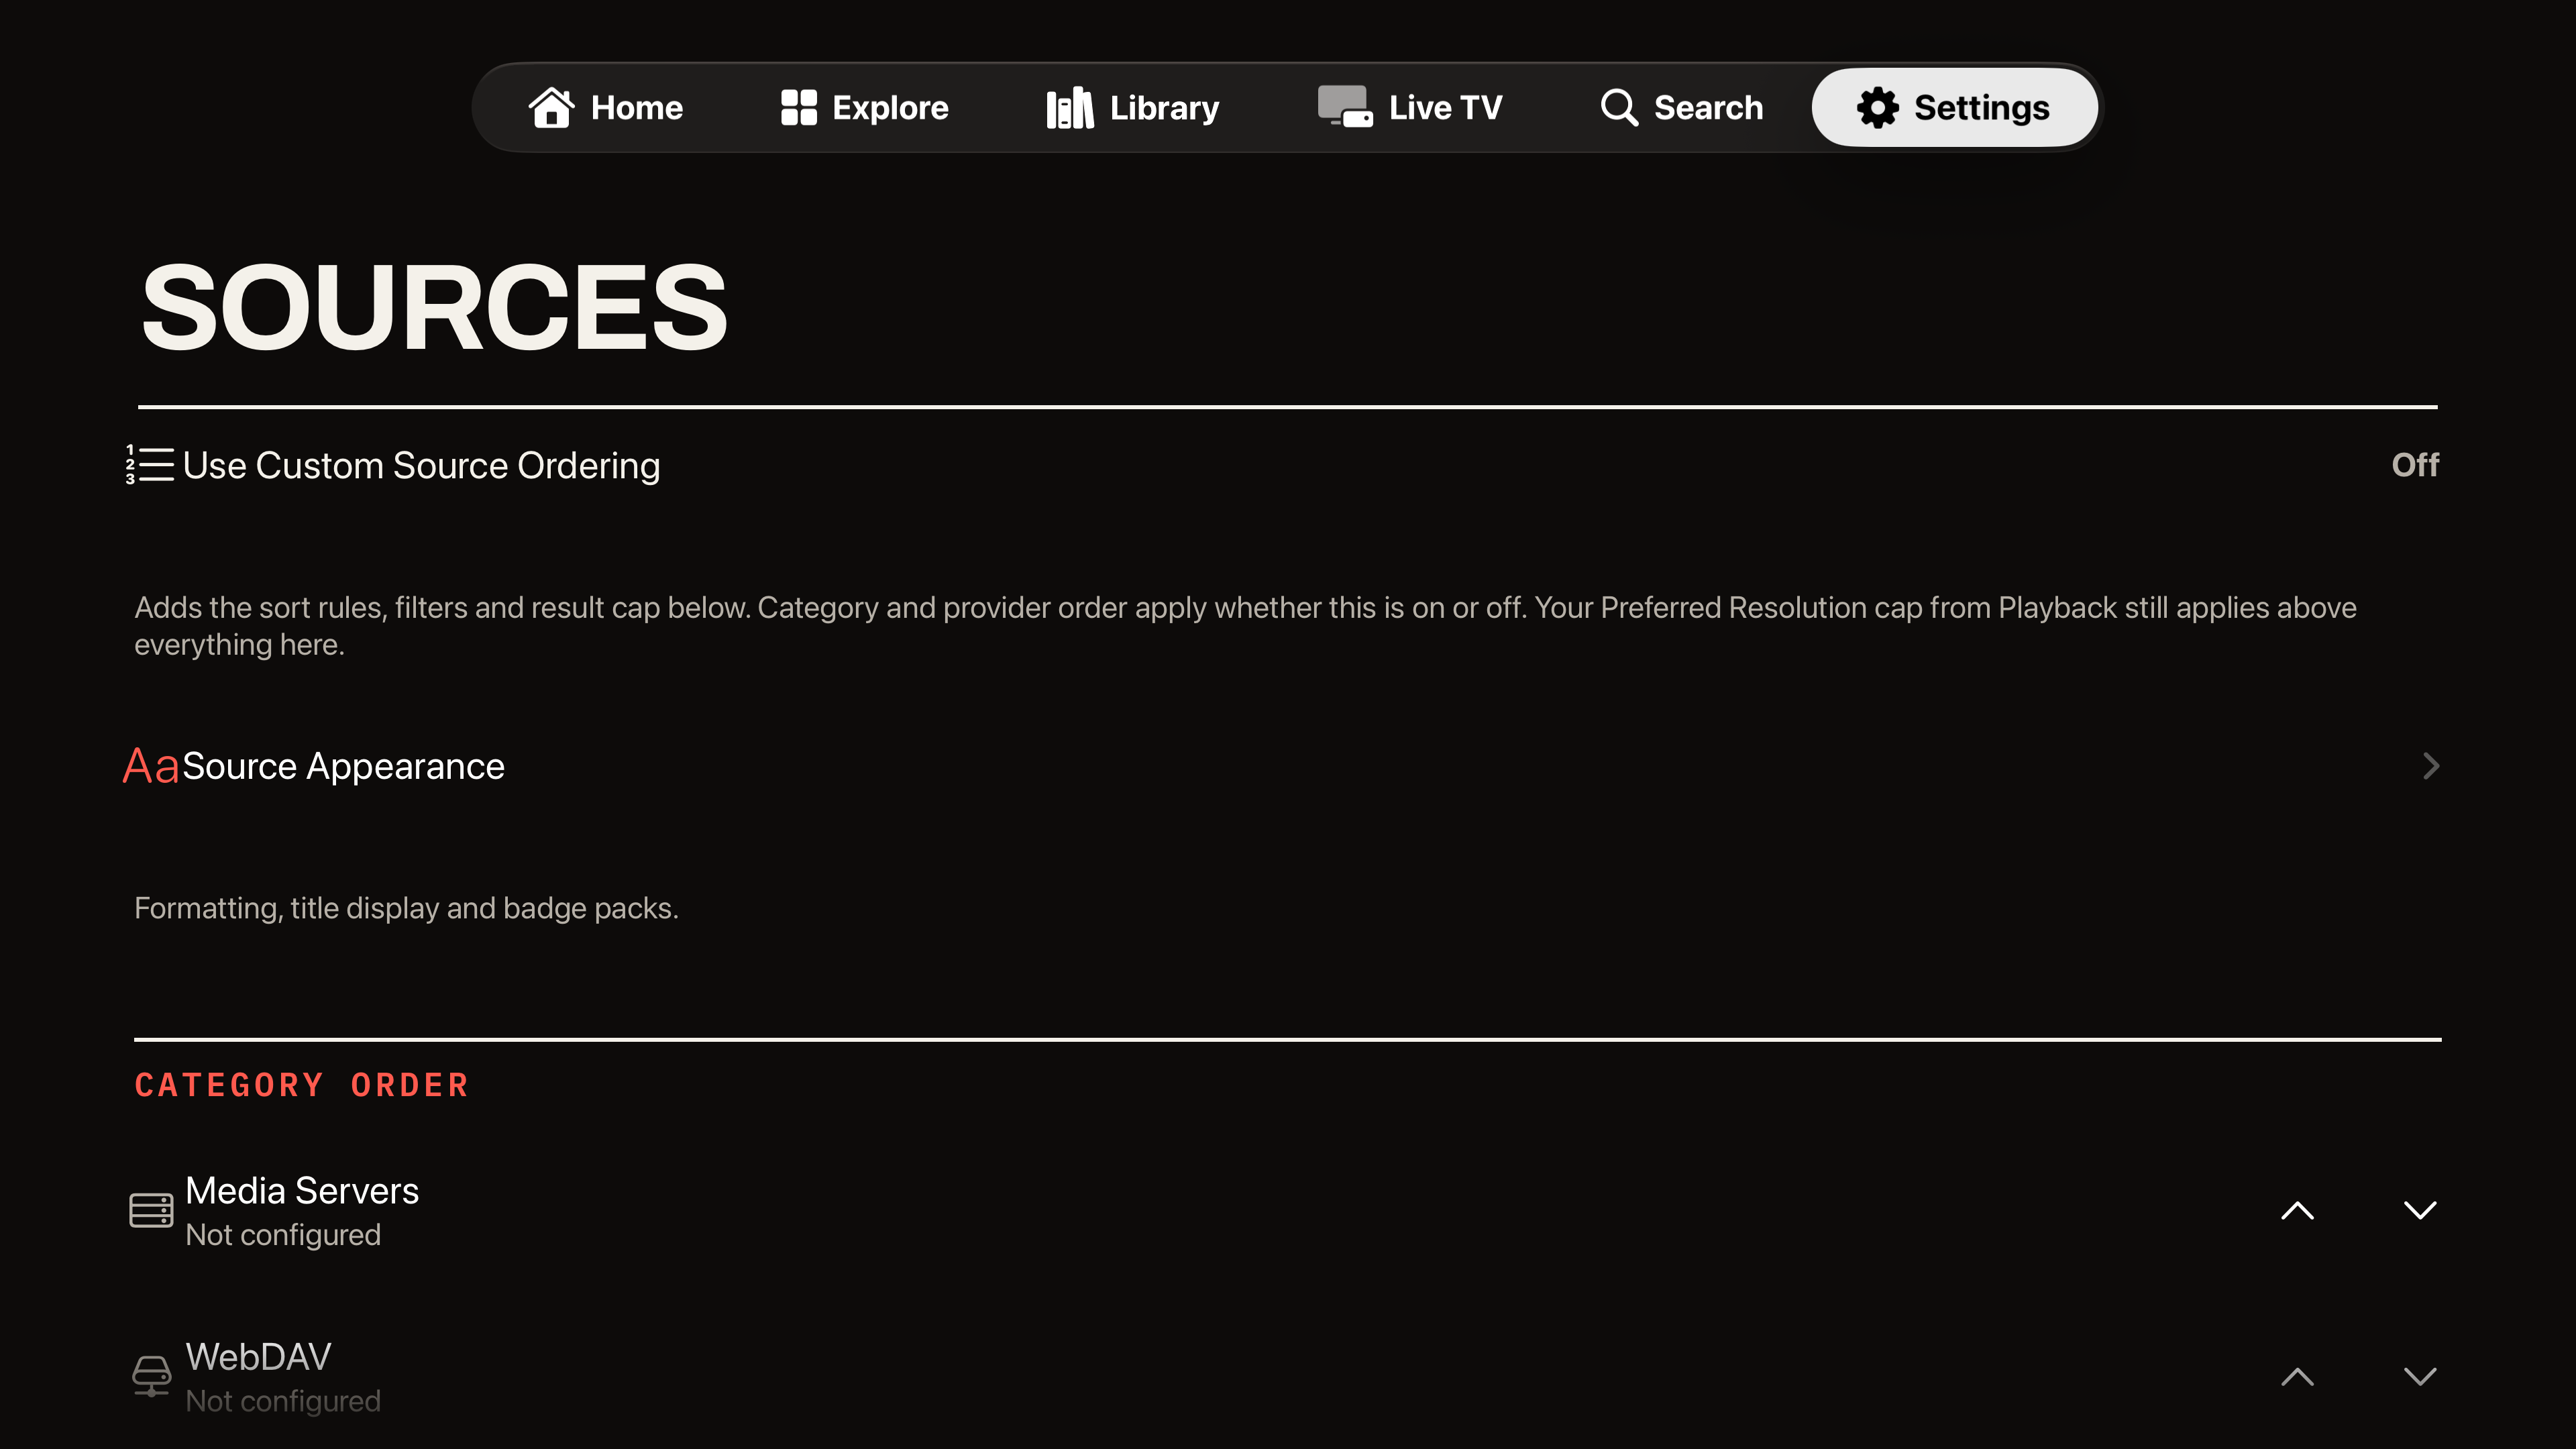 Home
Explore
Library
Live TV
Search
Settings
SOURCES
1
2
3
Use Custom Source Ordering
Off
Adds the sort rules, filters and result cap below. Category and provider order apply whether this is on or off. Your Preferred Resolution cap from Playback still applies above
everything here.
Aa
Source Appearance
Formatting, title display and badge packs.
CATEGORY ORDER
Media Servers
Not configured
WebDAV
Not configured